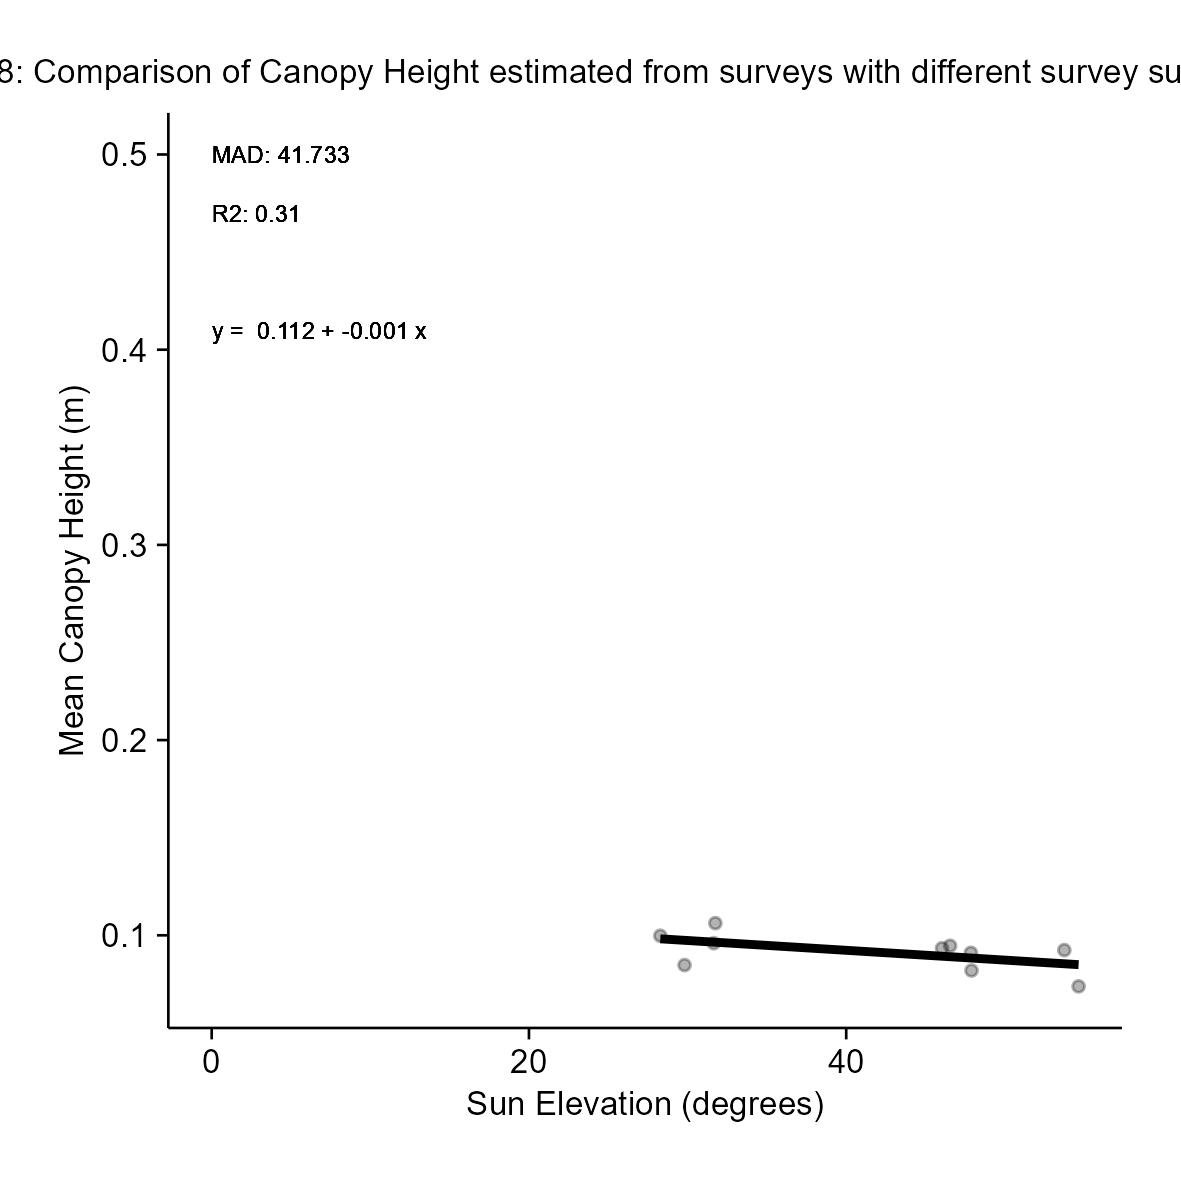 8: Comparison of Canopy Height estimated from surveys with different survey su
0.5
MAD: 41.733
R2: 0.31
y =  0.112 + -0.001 x
0.4
0.3
0.2
0.1
Mean Canopy Height (m)
0 20 40
Sun Elevation (degrees)